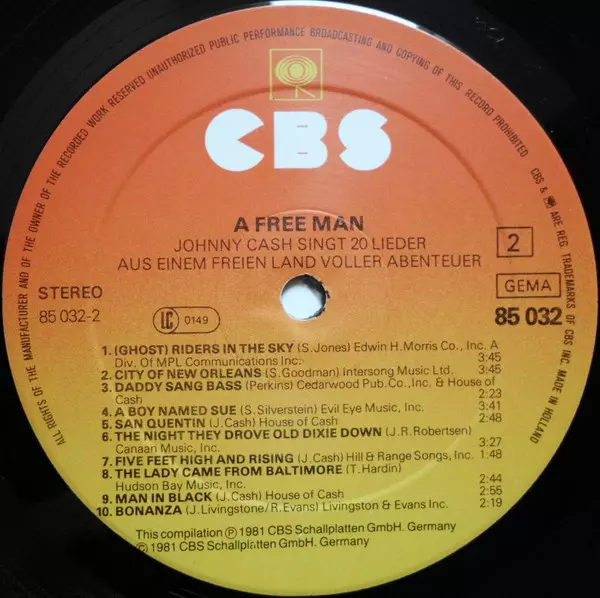 ALL RIGHTS OF THE MANUFACTURER AND OF THE OWNER OF THE RECORDED WORK RESERVED UNAUTHORIZED PUBLIC PERFORMANCE BROADCASTING AND COPYING OF THIS RECORD PROHIBITED
CBS & ARE REG. TRADEMARKS OF CBS INC. MADE IN HOLLAND
CBS
A FREE MAN
JOHNNY CASH SINGT 20 LIEDER
AUS EINEM FREIEN LAND VOLLER ABENTEUER
2
STEREO
GEMA
85 032-2
LC 0149
85 032
1. (GHOST) RIDERS IN THE SKY (S.Jones) Edwin H.Morris Co., Inc. A
Div. Of MPL Communications Inc. 3:45
2. CITY OF NEW ORLEANS (S.Goodman) Intersong Music Ltd. 3:45
3. DADDY SANG BASS (Perkins) Cedarwood Pub.Co., Inc. & House of
Cash 2:23
4. A BOY NAMED SUE (S.Silverstein) Evil Eye Music, Inc. 3:41
5. SAN QUENTIN (J.Cash) House of Cash 2:48
6. THE NIGHT THEY DROVE OLD DIXIE DOWN (J.R.Robertsen)
Canaan Music, Inc. 3:27
7. FIVE FEET HIGH AND RISING (J.Cash) Hill & Range Songs, Inc. 1:48
8. THE LADY CAME FROM BALTIMORE (T.Hardin)
Hudson Bay Music, Inc. 2:44
9. MAN IN BLACK (J.Cash) House of Cash 2:55
10. BONANZA (J.Livingstone/R.Evans) Livingston & Evans Inc. 2:19
This compilation ℗ 1981 CBS Schallplatten GmbH. Germany
© 1981 CBS Schallplatten GmbH. Germany